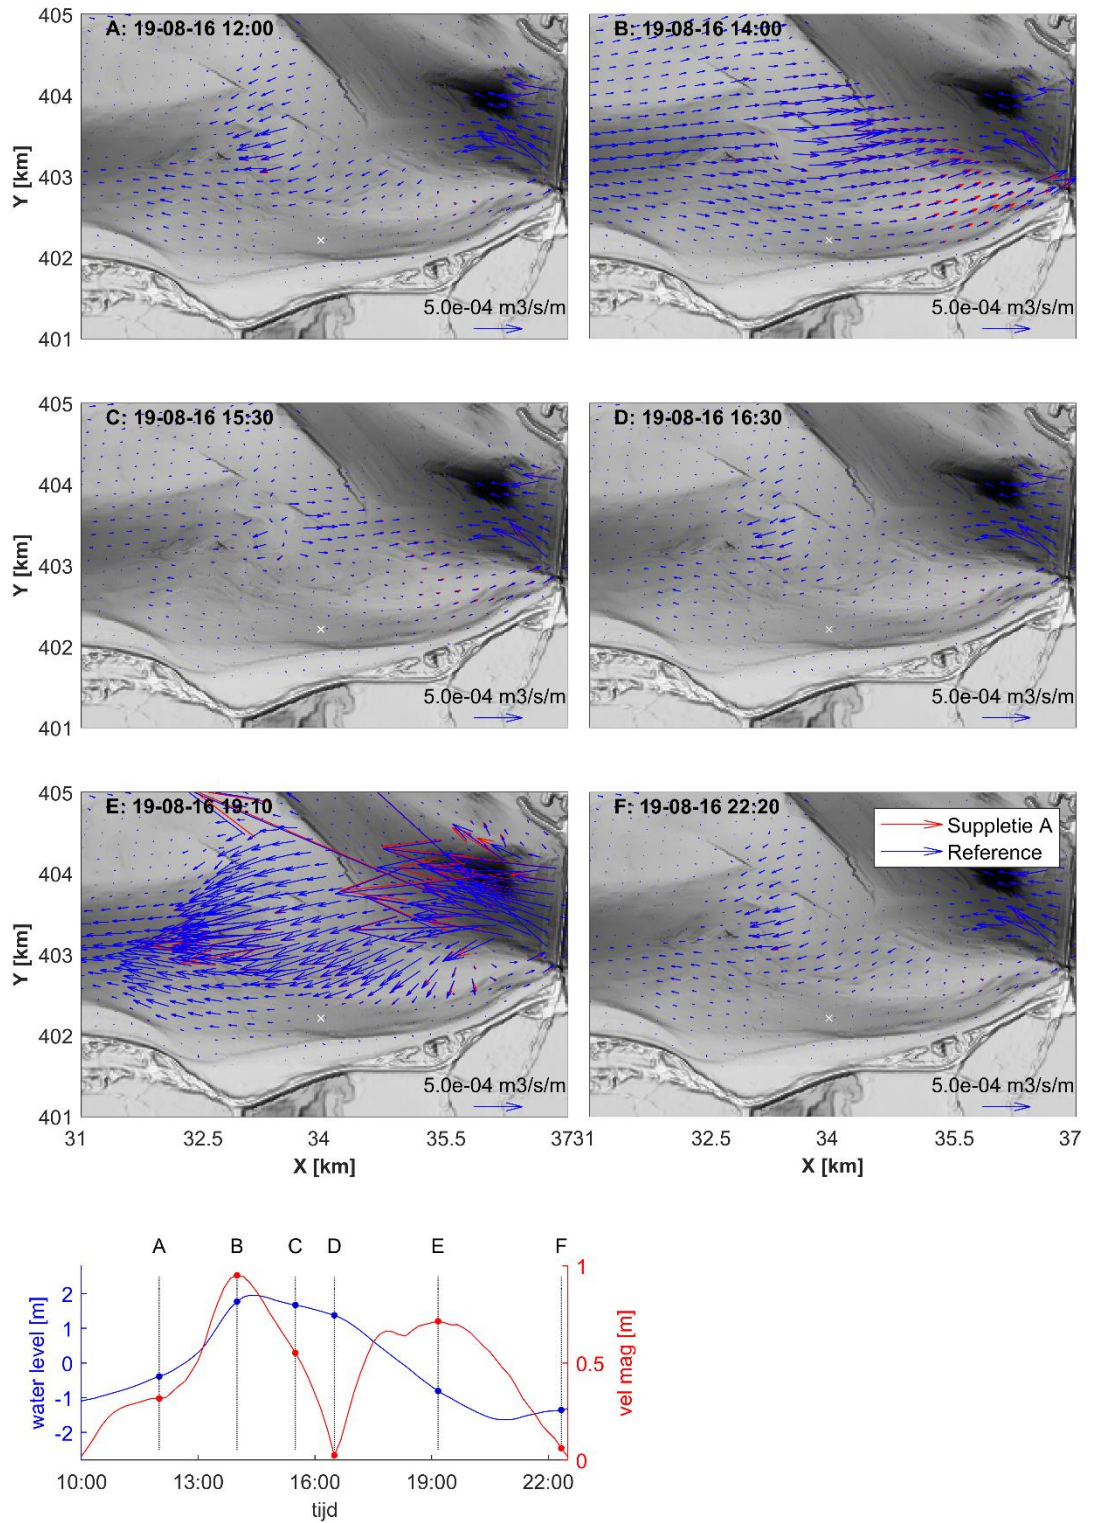 405
A: 19-08-16 12:00
B: 19-08-16 14:00
404
Y [km]
403
402
5.0e-04 m3/s/m
5.0e-04 m3/s/m
401
405
C: 19-08-16 15:30
D: 19-08-16 16:30
404
Y [km]
403
402
5.0e-04 m3/s/m
5.0e-04 m3/s/m
401
405
E: 19-08-16 19:10
F: 19-08-16 22:20
Suppletie A
Reference
404
Y [km]
403
402
5.0e-04 m3/s/m
5.0e-04 m3/s/m
401
31 32.5 34 35.5 37
31 32.5 34 35.5 37
X [km]
X [km]
A B C D E F
1
2
1
water level [m]
0
0.5
vel mag [m]
-1
-2
0
10:00 13:00 16:00 19:00 22:00
tijd